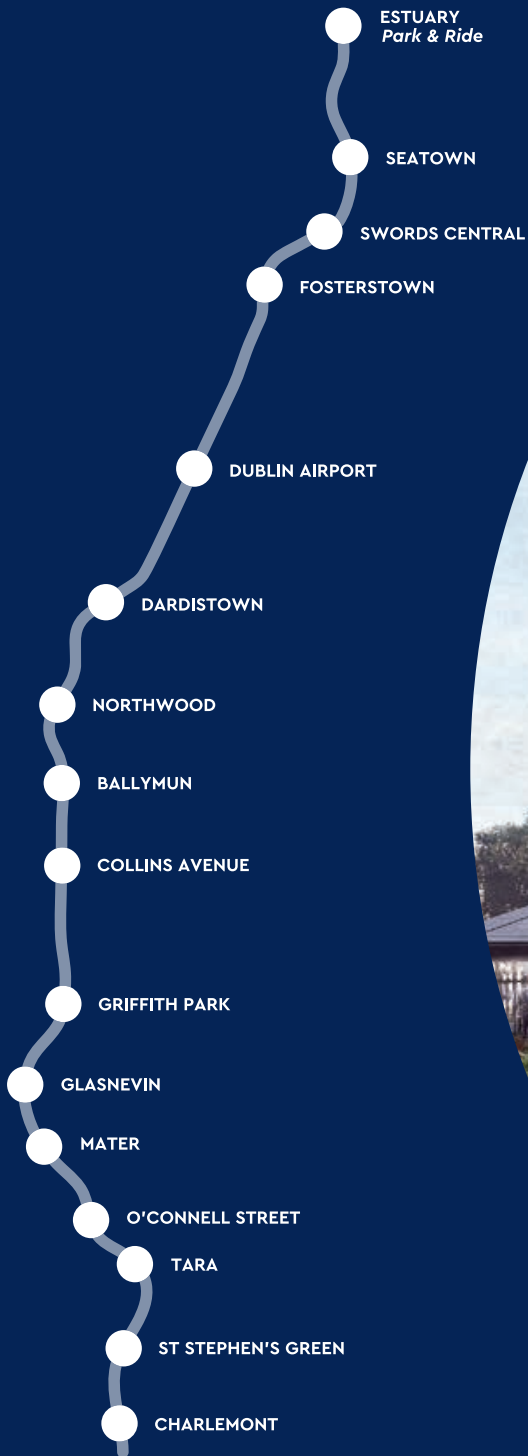 ESTUARY
Park & Ride
SEATOWN
SWORDS CENTRAL
FOSTERSTOWN
DUBLIN AIRPORT
DARDISTOWN
NORTHWOOD
BALLYMUN
COLLINS AVENUE
GRIFFITH PARK
GLASNEVIN
MATER
O'CONNELL STREET
TARA
ST STEPHEN'S GREEN
CHARLEMONT